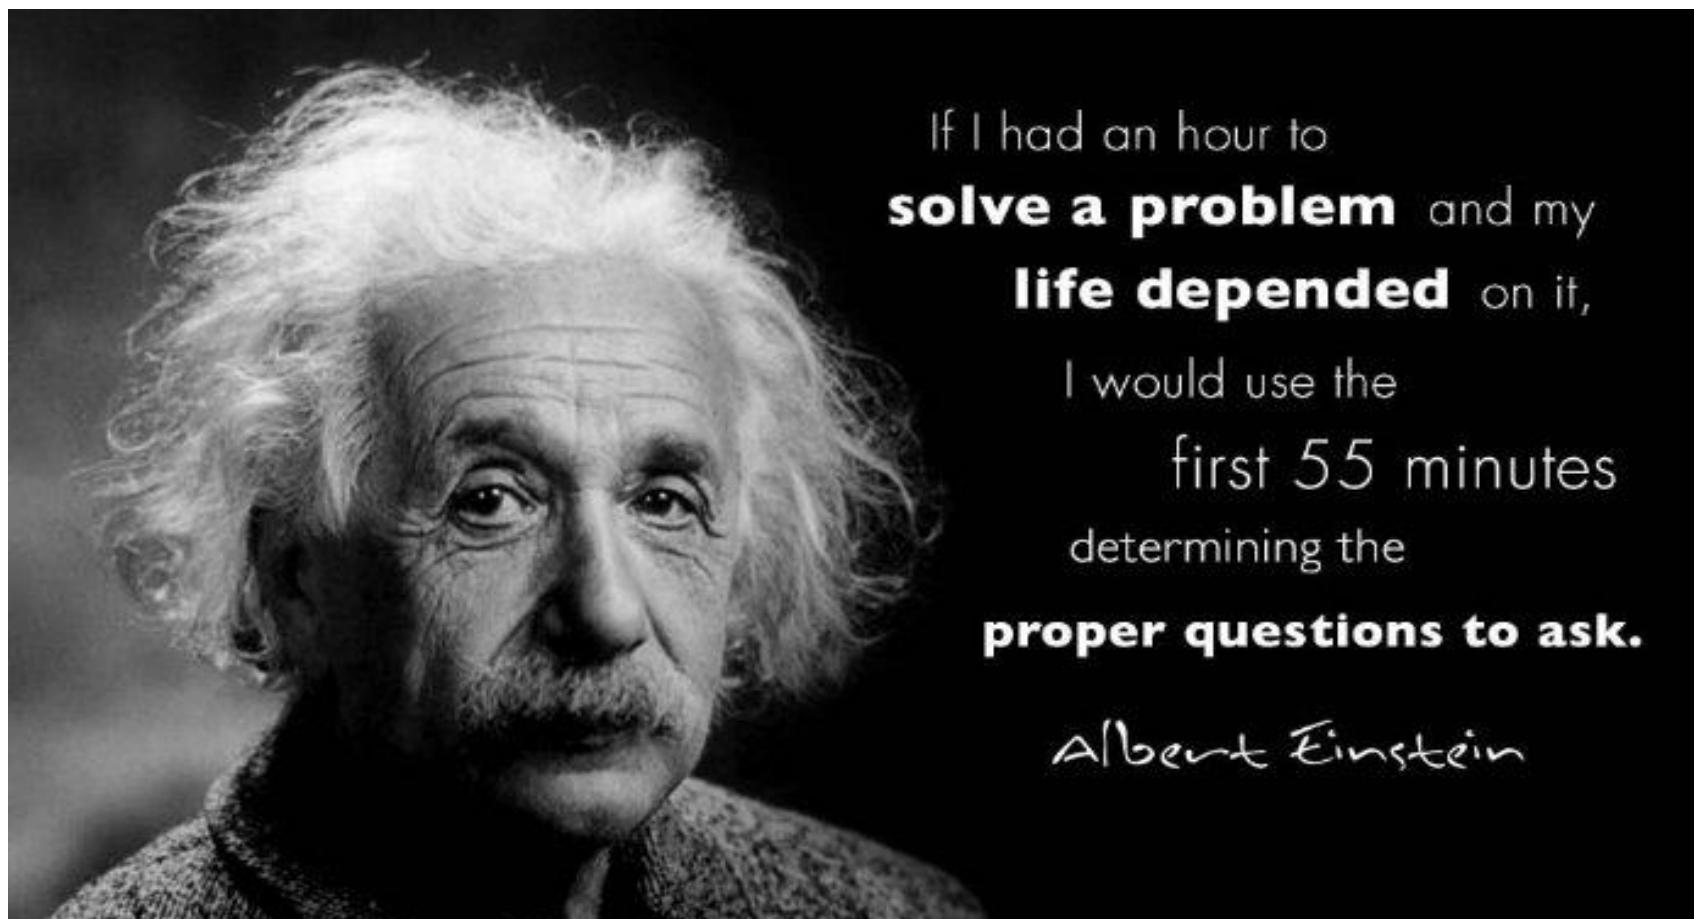 If I had an hour to
solve a problem and my
life depended on it,
I would use the
first 55 minutes
determining the
proper questions to ask.
Albert Einstein